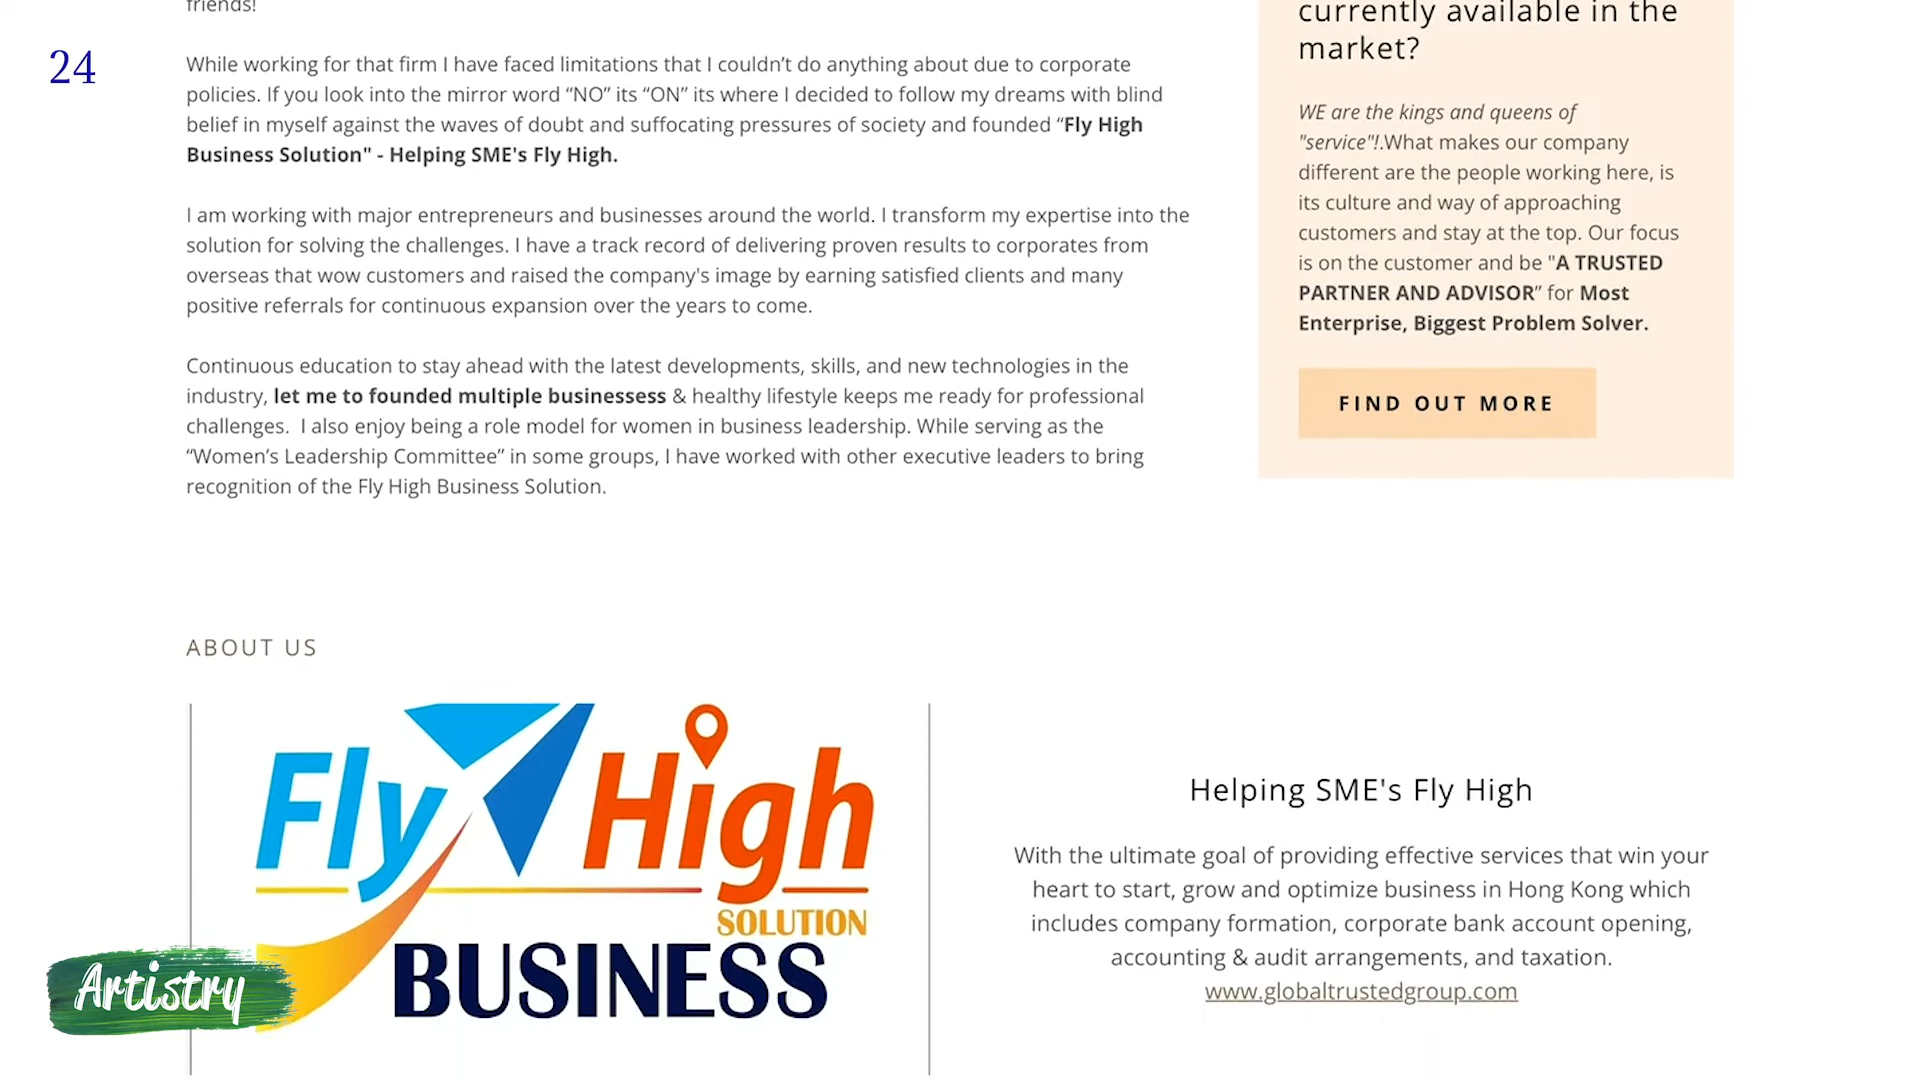 friends!
24
While working for that firm I have faced limitations that I couldn’t do anything about due to corporate
policies. If you look into the mirror word “NO” its “ON” its where I decided to follow my dreams with blind
belief in myself against the waves of doubt and suffocating pressures of society and founded “Fly High
Business Solution" - Helping SME's Fly High.
I am working with major entrepreneurs and businesses around the world. I transform my expertise into the
solution for solving the challenges. I have a track record of delivering proven results to corporates from
overseas that wow customers and raised the company's image by earning satisfied clients and many
positive referrals for continuous expansion over the years to come.
Continuous education to stay ahead with the latest developments, skills, and new technologies in the
industry, let me to founded multiple businessess & healthy lifestyle keeps me ready for professional
challenges.  I also enjoy being a role model for women in business leadership. While serving as the
“Women’s Leadership Committee” in some groups, I have worked with other executive leaders to bring
recognition of the Fly High Business Solution.
currently available in the
market?
WE are the kings and queens of
"service"!.What makes our company
different are the people working here, is
its culture and way of approaching
customers and stay at the top. Our focus
is on the customer and be "A TRUSTED
PARTNER AND ADVISOR” for Most
Enterprise, Biggest Problem Solver.
FIND OUT MORE
ABOUT US
Fly High
SOLUTION
BUSINESS
Artistry
Helping SME's Fly High
With the ultimate goal of providing effective services that win your
heart to start, grow and optimize business in Hong Kong which
includes company formation, corporate bank account opening,
accounting & audit arrangements, and taxation.
www.globaltrustedgroup.com